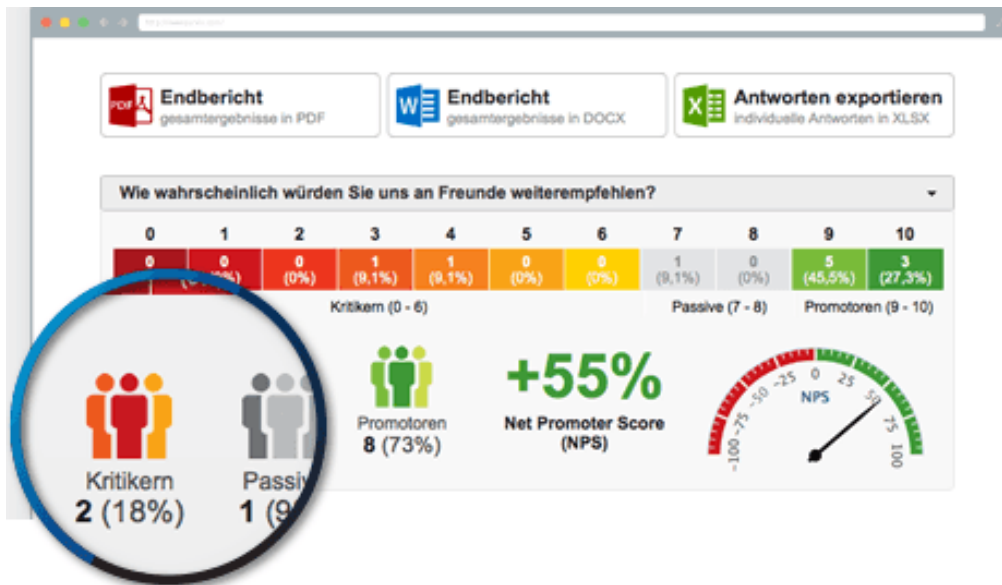 Endbericht
gesamtergebnisse in PDF
Endbericht
gesamtergebnisse in DOCX
Antworten exportieren
individuelle Antworten in XLSX
Wie wahrscheinlich würden Sie uns an Freunde weiterempfehlen?
0 1 2 3 4 5 6 7 8 9 10
0 0 0 1 1 0 0 1 0 5 3
(0%) (9,1%) (9,1%) (0%) (0%) (9,1%) (0%) (45,5%) (27,3%)
Kritikern (0 - 6) Passive (7 - 8) Promotoren (9 - 10)
Kritikern
2 (18%)
Passiv
1 (9
Promotoren
8 (73%)
+55%
Net Promoter Score
(NPS)
-100 -75 -50 -25 0 25 50 75 100
NPS
PDF
W
X